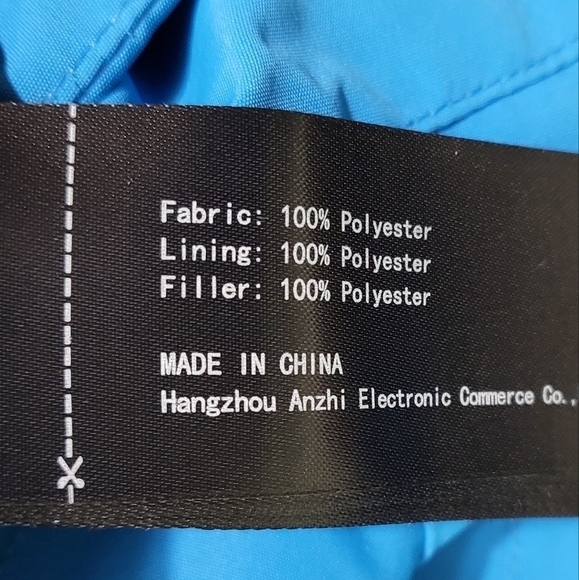 Fabric: 100% Polyester
Lining: 100% Polyester
Filler: 100% Polyester
MADE IN CHINA
Hangzhou Anzhi Electronic Commerce Co.,